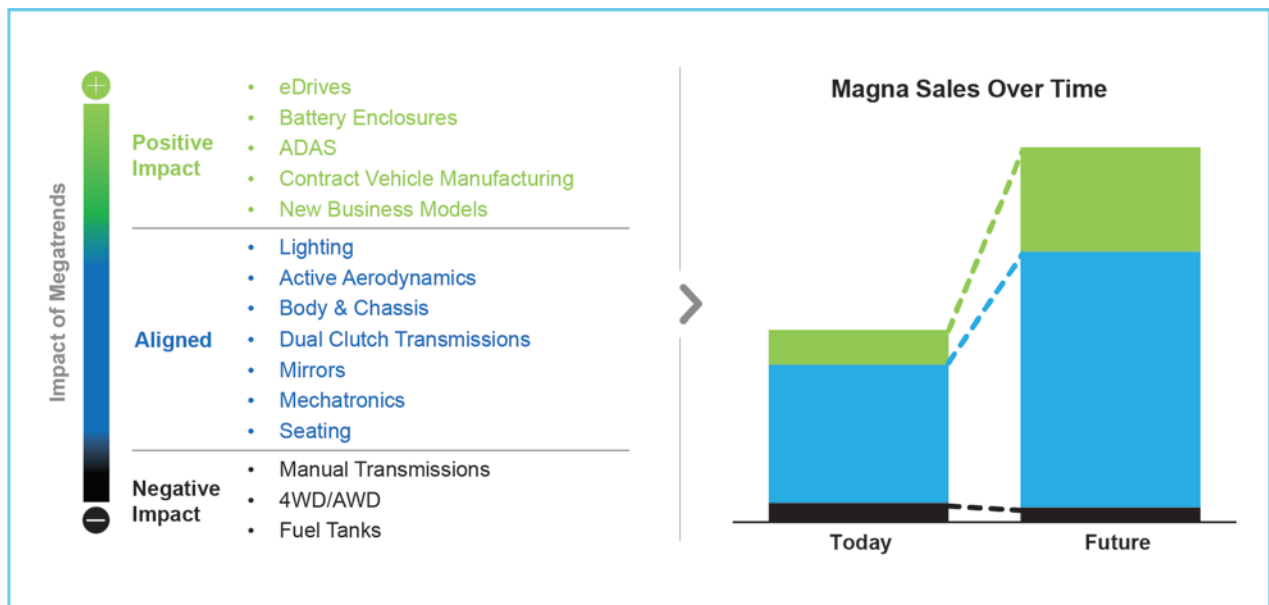 Impact of Megatrends
Positive
Impact
• eDrives
• Battery Enclosures
• ADAS
• Contract Vehicle Manufacturing
• New Business Models
Aligned
• Lighting
• Active Aerodynamics
• Body & Chassis
• Dual Clutch Transmissions
• Mirrors
• Mechatronics
• Seating
Negative
Impact
• Manual Transmissions
• 4WD/AWD
• Fuel Tanks
Magna Sales Over Time
Today
Future